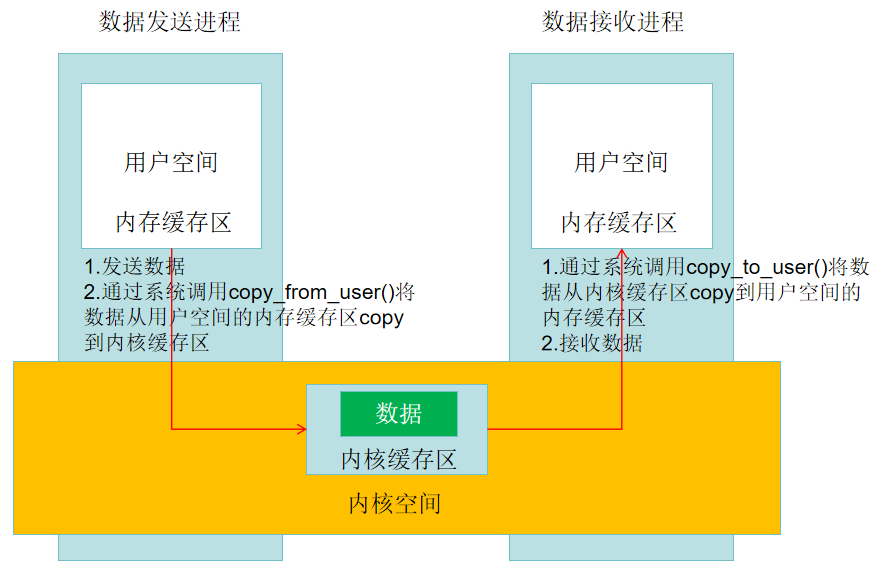 数据发送进程
数据接收进程
用户空间
内存缓存区
用户空间
内存缓存区
1.发送数据
2.通过系统调用copy_from_user()将
数据从用户空间的内存缓存区copy
到内核缓存区
1.通过系统调用copy_to_user()将数
据从内核缓存区copy到用户空间的
内存缓存区
2.接收数据
数据
内核缓存区
内核空间